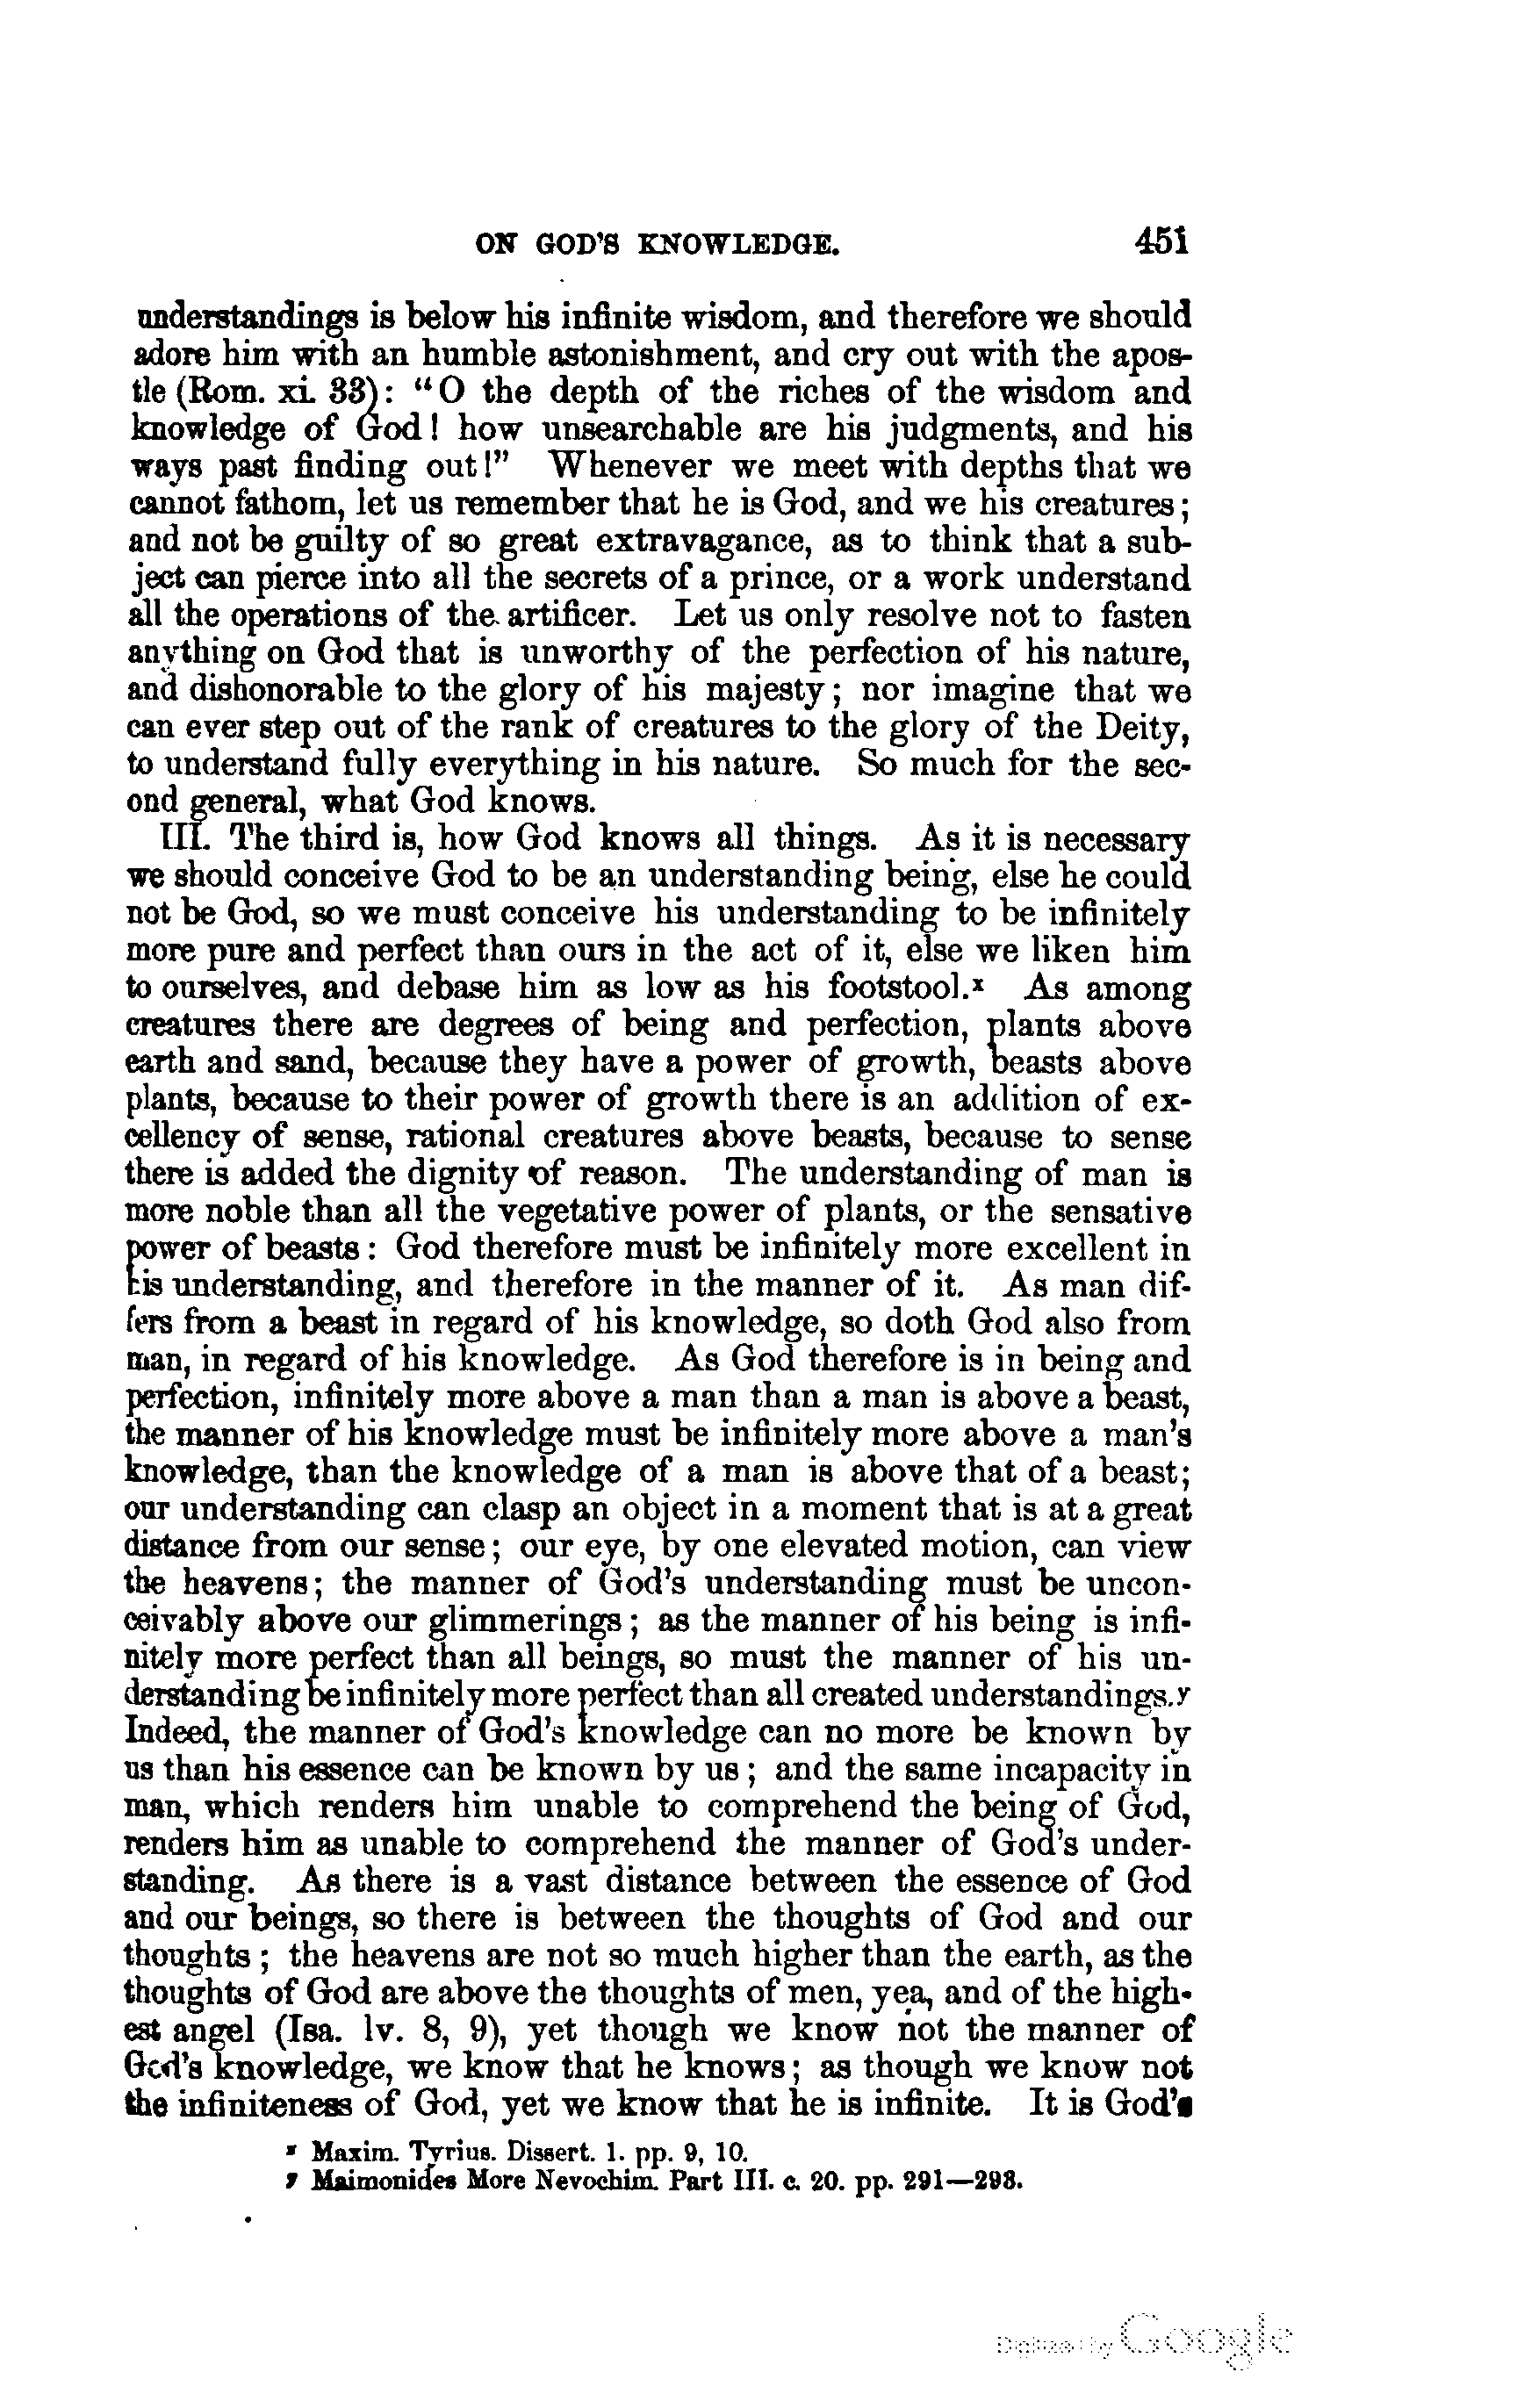 ON GOD'S KNOWLEDGE. 451
understandings is below his infinite wisdom, and therefore we should
adore him with an humble astonishment, and cry out with the apos-
tle (Rom. xi. 33): "O the depth of the riches of the wisdom and
knowledge of God! how unsearchable are his judgments, and his
ways past finding out!" Whenever we meet with depths that we
cannot fathom, let us remember that he is God, and we his creatures;
and not be guilty of so great extravagance, as to think that a sub-
ject can pierce into all the secrets of a prince, or a work understand
all the operations of the artificer. Let us only resolve not to fasten
anything on God that is unworthy of the perfection of his nature,
and dishonorable to the glory of his majesty; nor imagine that we
can ever step out of the rank of creatures to the glory of the Deity,
to understand fully everything in his nature. So much for the sec-
ond general, what God knows.
III. The third is, how God knows all things. As it is necessary
we should conceive God to be an understanding being, else he could
not be God, so we must conceive his understanding to be infinitely
more pure and perfect than ours in the act of it, else we liken him
to ourselves, and debase him as low as his footstool.x As among
creatures there are degrees of being and perfection, plants above
earth and sand, because they have a power of growth, beasts above
plants, because to their power of growth there is an addition of ex-
cellency of sense, rational creatures above beasts, because to sense
there is added the dignity of reason. The understanding of man is
more noble than all the vegetative power of plants, or the sensative
power of beasts: God therefore must be infinitely more excellent in
his understanding, and therefore in the manner of it. As man dif-
fers from a beast in regard of his knowledge, so doth God also from
man, in regard of his knowledge. As God therefore is in being and
perfection, infinitely more above a man than a man is above a beast,
the manner of his knowledge must be infinitely more above a man's
knowledge, than the knowledge of a man is above that of a beast;
our understanding can clasp an object in a moment that is at a great
distance from our sense; our eye, by one elevated motion, can view
the heavens; the manner of God's understanding must be uncon-
ceivably above our glimmerings; as the manner of his being is infi-
nitely more perfect than all beings, so must the manner of his un-
derstanding be infinitely more perfect than all created understandings.y
Indeed, the manner of God's knowledge can no more be known by
us than his essence can be known by us; and the same incapacity in
man, which renders him unable to comprehend the being of God,
renders him as unable to comprehend the manner of God's under-
standing. As there is a vast distance between the essence of God
and our beings, so there is between the thoughts of God and our
thoughts; the heavens are not so much higher than the earth, as the
thoughts of God are above the thoughts of men, yea, and of the high-
est angel (Isa. lv. 8, 9), yet though we know not the manner of
God's knowledge, we know that he knows; as though we know not
the infiniteness of God, yet we know that he is infinite. It is God's
x Maxim. Tyrius. Dissert. 1. pp. 9, 10.
y Maimonides More Nevochim. Part III. c. 20. pp. 291—293.
Digitized by Google